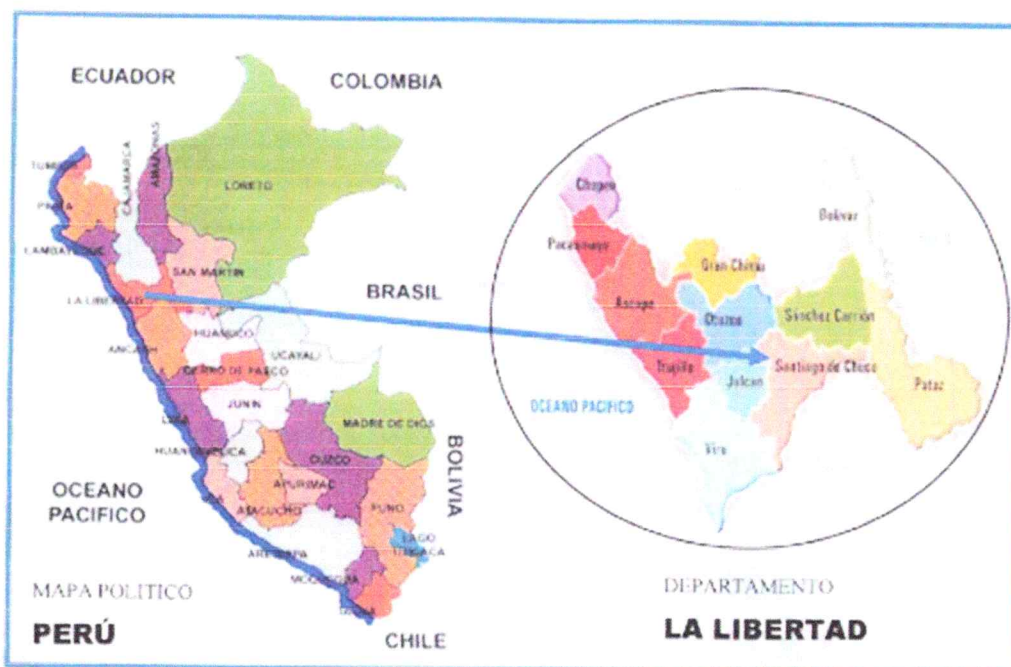 ECUADOR
COLOMBIA
TUMBES
PIURA
CAJAMARCA
AMAZONAS
LORETO
LAMBAYEQUE
SAN MARTIN
LA LIBERTAD
BRASIL
HUANUCO
ANCASH
UCAYALI
CERRO DE PASCO
LIMA
JUNIN
MADRE DE DIOS
HUANCAVELICA
CUZCO
BOLIVIA
OCEANO
PACIFICO
ICA
APURIMAC
AYACUCHO
PUNO
LAGO
TITICACA
AREQUIPA
MOQUEGUA
TACNA
MAPA POLITICO
PERÚ
CHILE
Chepen
Bolívar
Pacasmayo
Gran Chimú
Ascope
Otuzco
Sánchez Carrión
Trujillo
Santiago de Chuco
Julcan
Pataz
OCEANO PACIFICO
Viru
DEPARTAMENTO
LA LIBERTAD